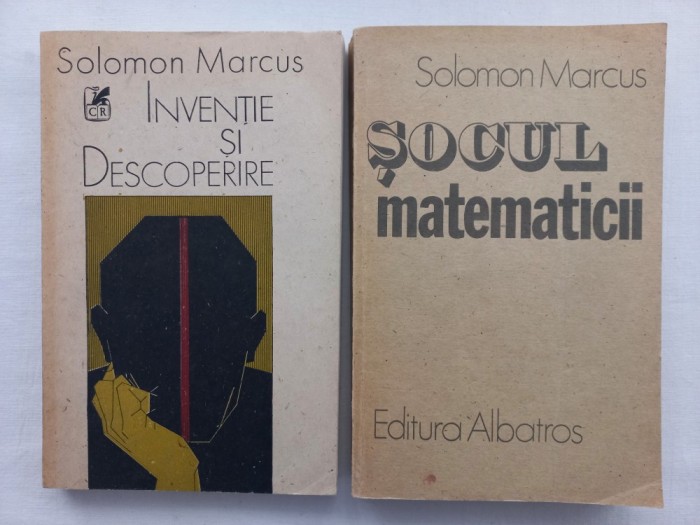 Solomon Marcus
CR
INVENȚIE
ȘI
DESCOPERIRE
Solomon Marcus
ȘOCUL
matematicii
Editura Albatros